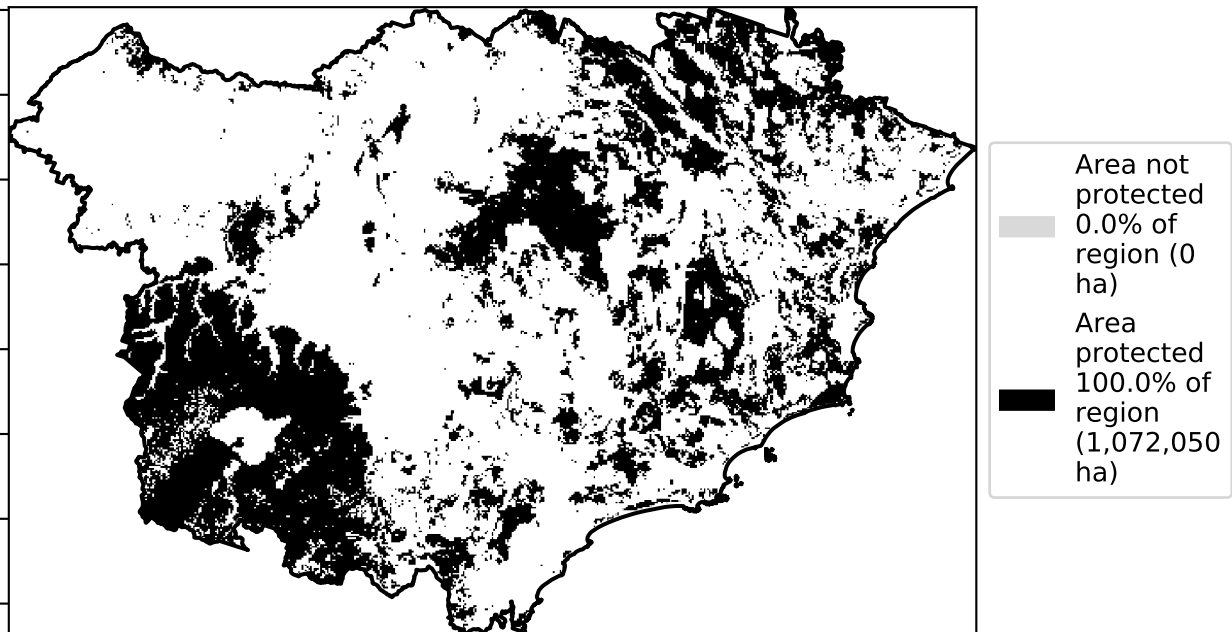 Area not
protected
0.0% of
region (0
ha)
Area
protected
100.0% of
region
(1,072,050
ha)